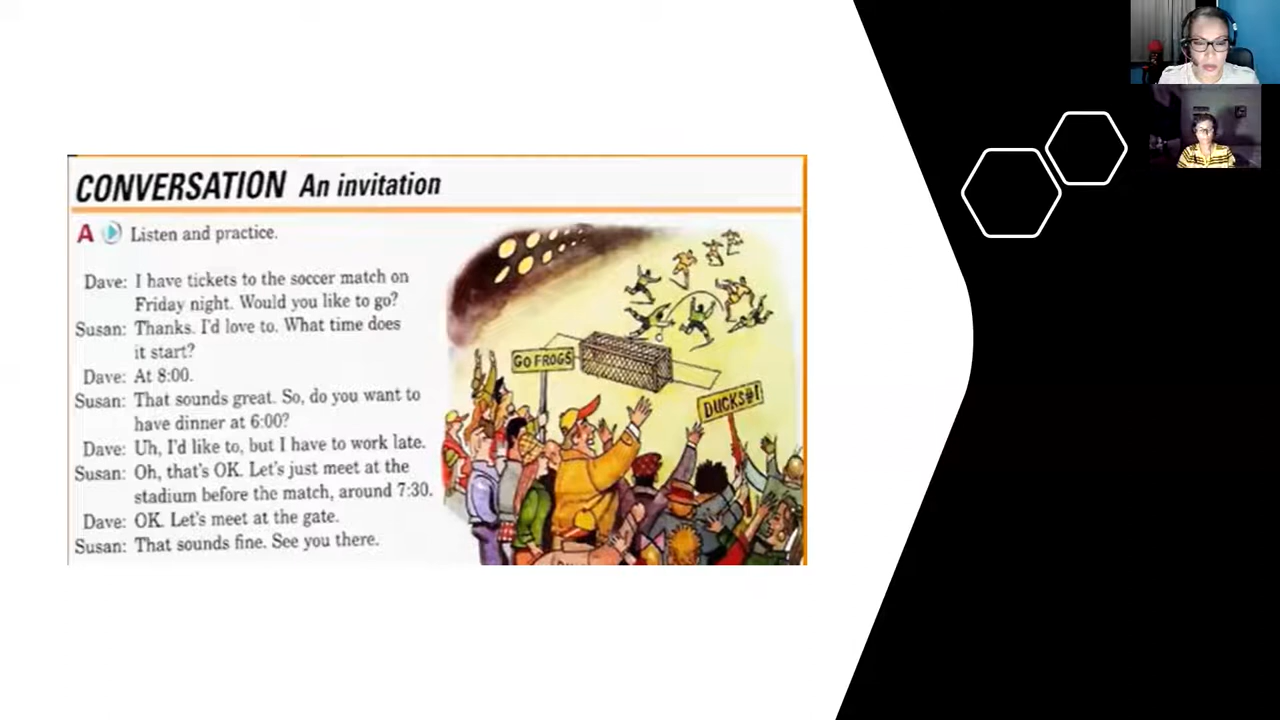 CONVERSATION An invitation
A Listen and practice.
Dave: I have tickets to the soccer match on
Friday night. Would you like to go?
Susan: Thanks. I'd love to. What time does
it start?
Dave: At 8:00.
Susan: That sounds great. So, do you want to
have dinner at 6:00?
Dave: Uh, I'd like to, but I have to work late.
Susan: Oh, that's OK. Let's just meet at the
stadium before the match, around 7:30.
Dave: OK. Let's meet at the gate.
Susan: That sounds fine. See you there.
GO FROGS
DUCKS#1